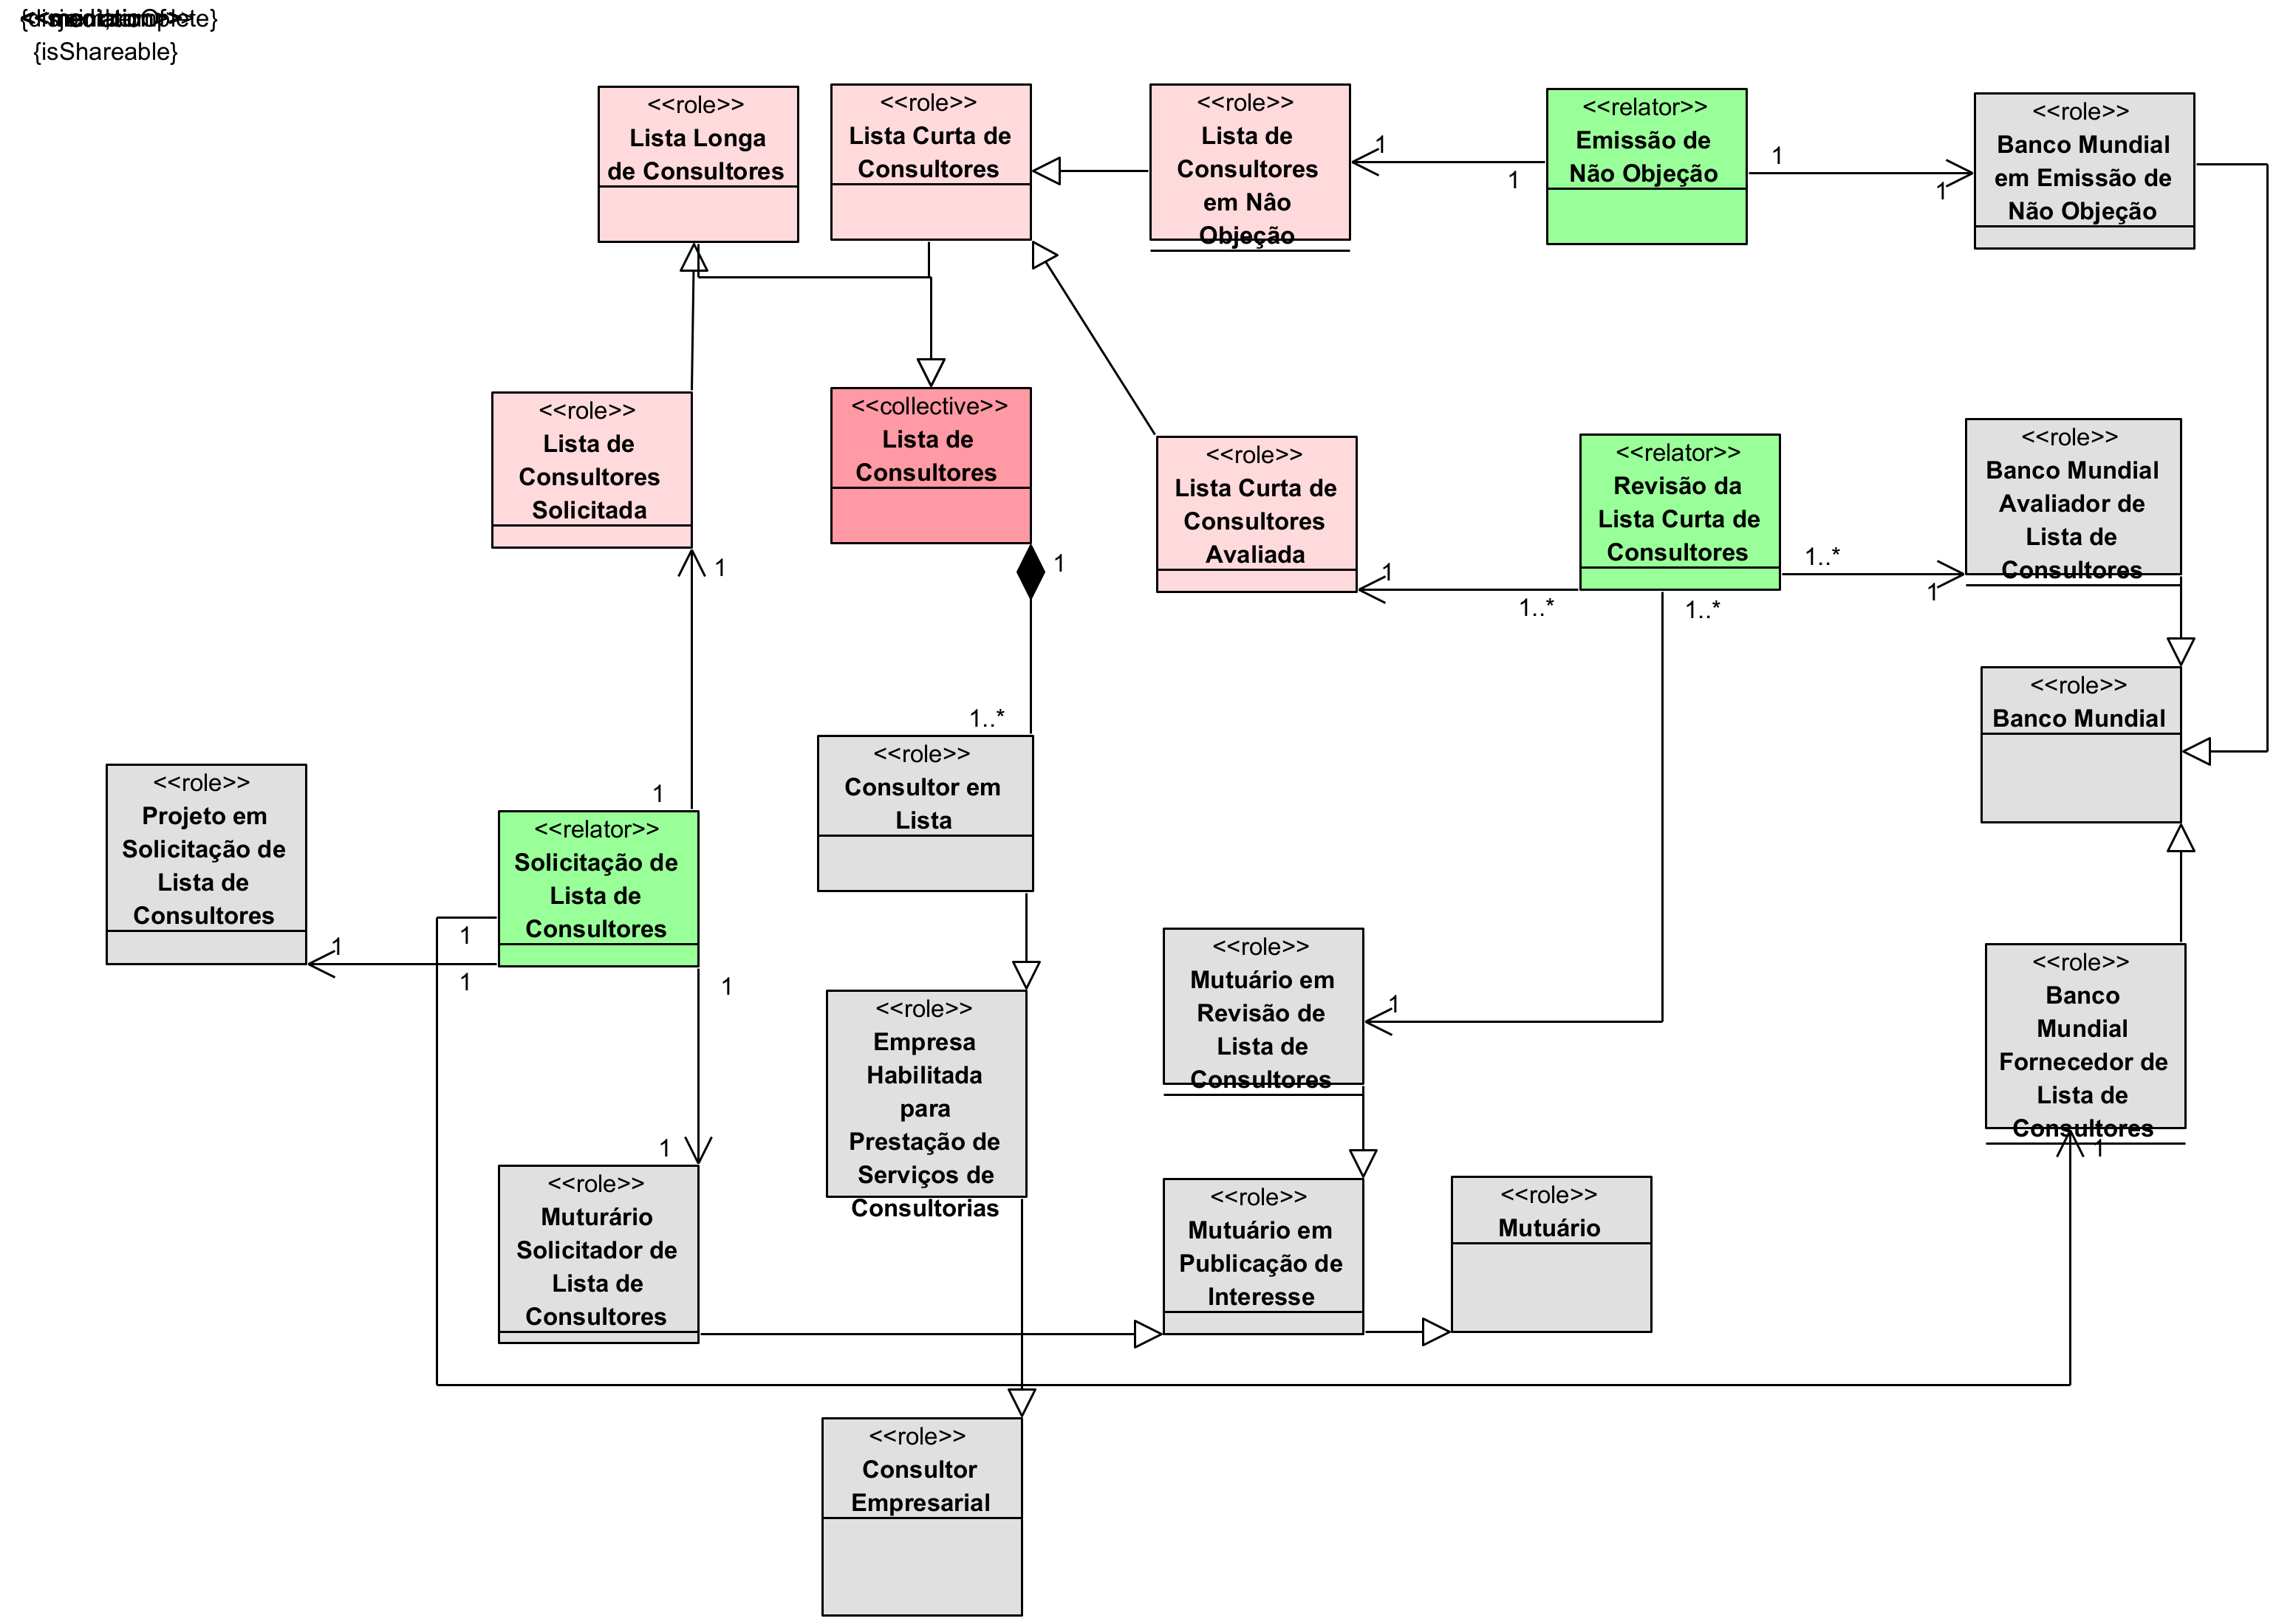 {isShareable}
<<role>>
Lista Longa
de Consultores
<<role>>
Lista Curta de
Consultores
<<role>>
Lista de
Consultores
em Nâo
Objeção
1
1
<<relator>>
Emissão de
Não Objeção
1
1
<<role>>
Banco Mundial
em Emissão de
Não Objeção
<<role>>
Lista de
Consultores
Solicitada
1
<<collective>>
Lista de
Consultores
1
<<role>>
Lista Curta de
Consultores
Avaliada
1
1..*
<<relator>>
Revisão da
Lista Curta de
Consultores
1..*
1..*
1
<<role>>
Banco Mundial
Avaliador de
Lista de
Consultores
<<role>>
Banco Mundial
1..*
<<role>>
Consultor em
Lista
<<role>>
Projeto em
Solicitação de
Lista de
Consultores
1
1
<<relator>>
Solicitação de
Lista de
Consultores
1
1
1
<<role>>
Empresa
Habilitada
para
Prestação de
Serviços de
Consultorias
<<role>>
Mutuário em
Revisão de
Lista de
Consultores
1
<<role>>
Banco
Mundial
Fornecedor de
Lista de
Consultores
1
1
<<role>>
Muturário
Solicitador de
Lista de
Consultores
<<role>>
Mutuário em
Publicação de
Interesse
<<role>>
Mutuário
<<role>>
Consultor
Empresarial